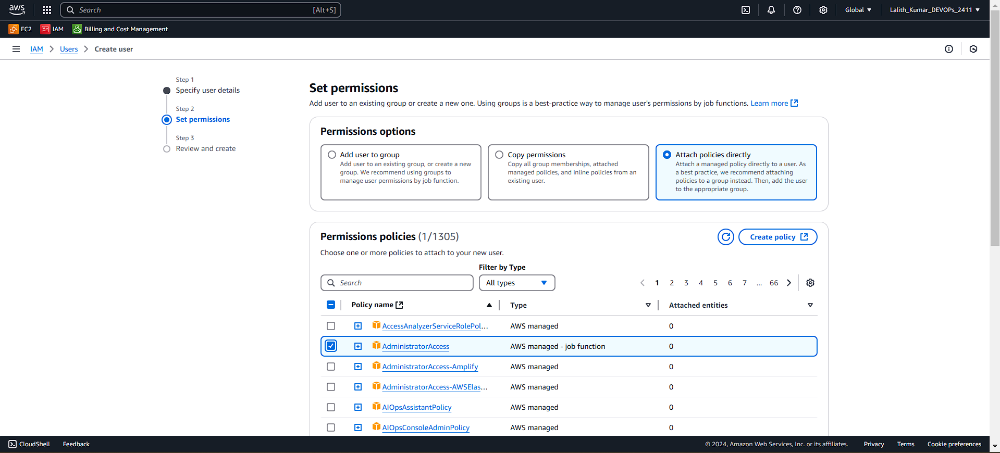 aws
Search [Alt+S]
Global
Lalith_Kumar_DEVOPs_2411
EC2 IAM Billing and Cost Management
IAM Users Create user
Step 1
Specify user details
Step 2
Set permissions
Step 3
Review and create
Set permissions
Add user to an existing group or create a new one. Using groups is a best-practice way to manage user's permissions by job functions. Learn more
Permissions options
Add user to group
Add user to an existing group, or create a new
group. We recommend using groups to
manage user permissions by job function.
Copy permissions
Copy all group memberships, attached
managed policies, and inline policies from an
existing user.
Attach policies directly
Attach a managed policy directly to a user. As
a best practice, we recommend attaching
policies to a group instead. Then, add the user
to the appropriate group.
Permissions policies (1/1305)
Create policy
Choose one or more policies to attach to your new user.
Filter by Type
Search
All types
1 2 3 4 5 6 7 ... 66
Policy name Type Attached entities
AccessAnalyzerServiceRolePol... AWS managed 0
AdministratorAccess AWS managed - job function 0
AdministratorAccess-Amplify AWS managed 0
AdministratorAccess-AWSElas... AWS managed 0
AIOpsAssistantPolicy AWS managed 0
AIOpsConsoleAdminPolicy AWS managed 0
CloudShell Feedback © 2024, Amazon Web Services, Inc. or its affiliates. Privacy Terms Cookie preferences